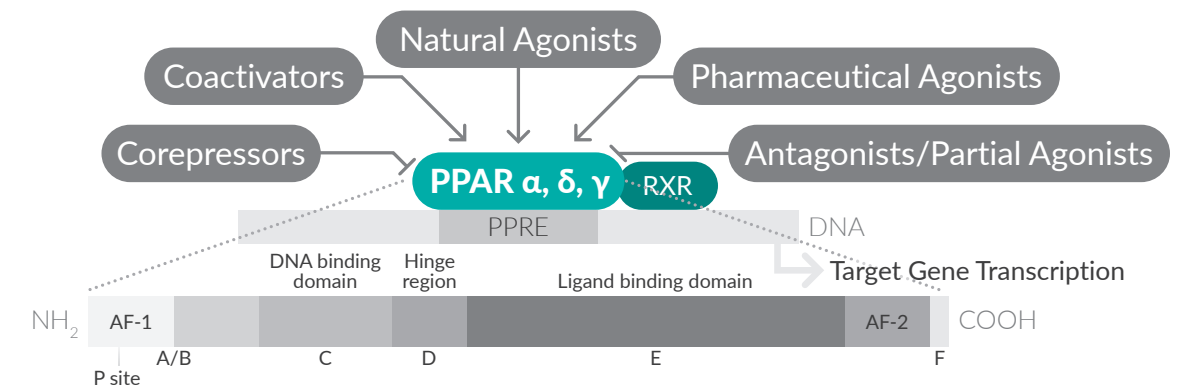 Natural Agonists
Coactivators
Pharmaceutical Agonists
Corepressors
Antagonists/Partial Agonists
PPAR α, δ, γ
RXR
PPRE
DNA
DNA binding
domain
Hinge
region
Ligand binding domain
Target Gene Transcription
NH₂
AF-1
AF-2
COOH
A/B
C
D
E
F
P site